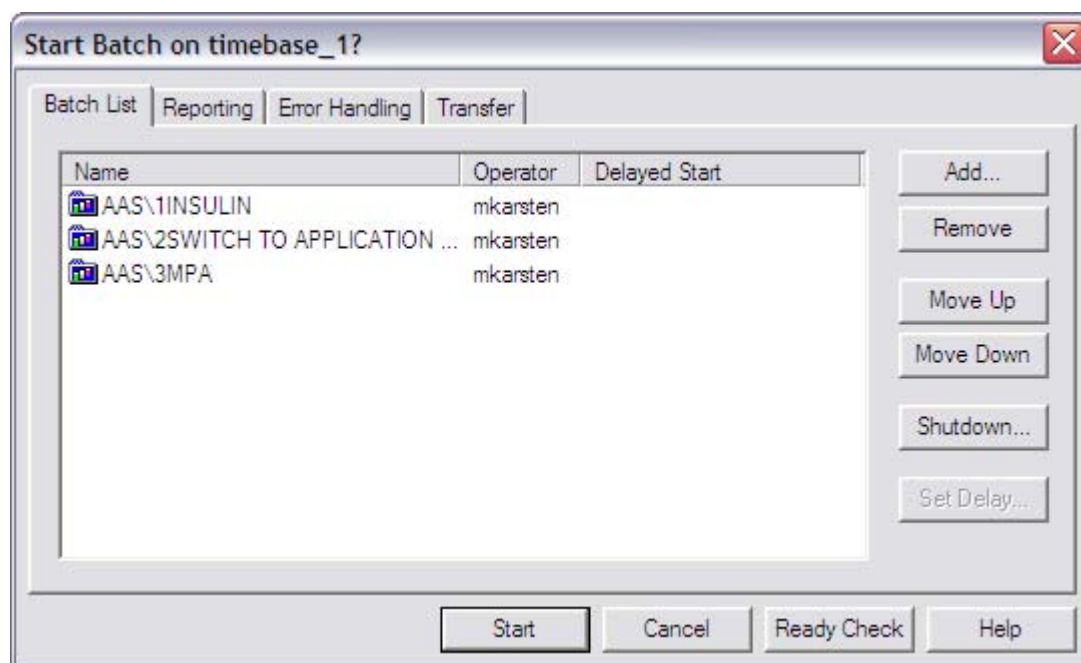 Start Batch on timebase_1?
Batch List Reporting Error Handling Transfer
Name Operator Delayed Start
AAS\1INSULIN mkarsten
AAS\2SWITCH TO APPLICATION ... mkarsten
AAS\3MPA mkarsten
Add...
Remove
Move Up
Move Down
Shutdown...
Set Delay...
Start Cancel Ready Check Help